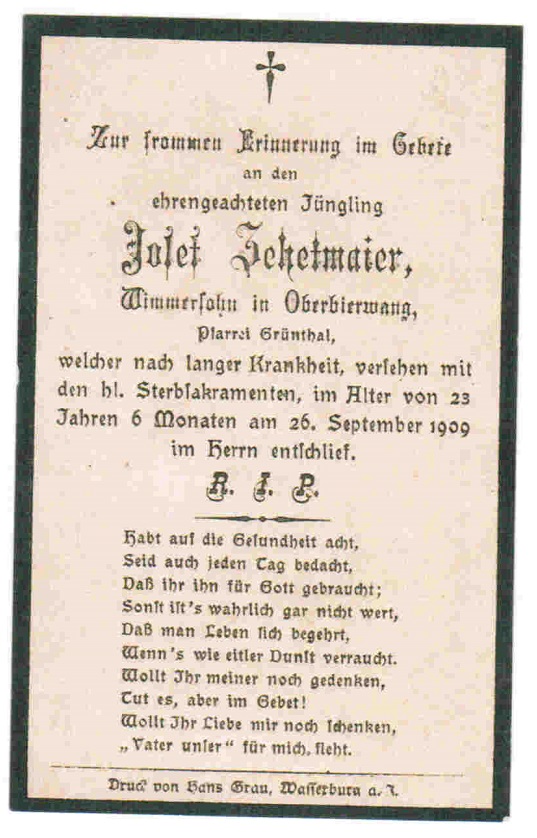 Zur frommen Erinnerung im Gebete
an den
ehrengeachteten Jüngling
Josef Zehetmaier,
Wimmersohn in Oberbierwang,
Pfarrei Grünthal,
welcher nach langer Krankheit, versehen mit
den hl. Sterbsakramenten, im Alter von 23
Jahren 6 Monaten am 26. September 1909
im Herrn entschlief.
R. I. P.
Habt auf die Gesundheit acht,
Seid auch jeden Tag bedacht,
Daß ihr ihn für Gott gebraucht;
Sonst ist's wahrlich gar nicht wert,
Daß man Leben sich begehrt,
Wenn's wie eitler Dunst verraucht.
Wollt Ihr meiner noch gedenken,
Tut es, aber im Gebet!
Wollt Ihr Liebe mir noch schenken,
„Vater unser“ für mich, fleht.
Druck von Hans Grau, Wasserburg a. J.